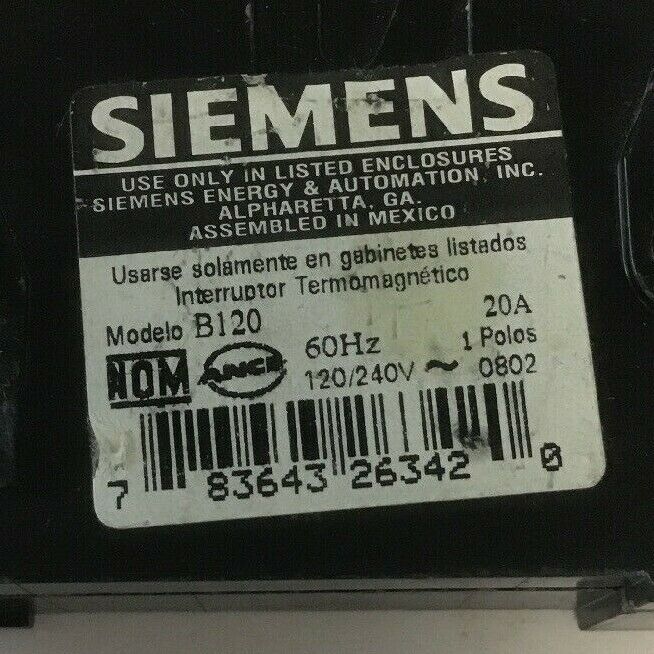 SIEMENS
USE ONLY IN LISTED ENCLOSURES
SIEMENS ENERGY & AUTOMATION, INC.
ALPHARETTA, GA.
ASSEMBLED IN MEXICO
Usarse solamente en gabinetes listados
Interruptor Termomagnético
Modelo B120 20A
NOM ANCE 60Hz 1 Polos
120/240V ~ 0802
7 83643 26342 0